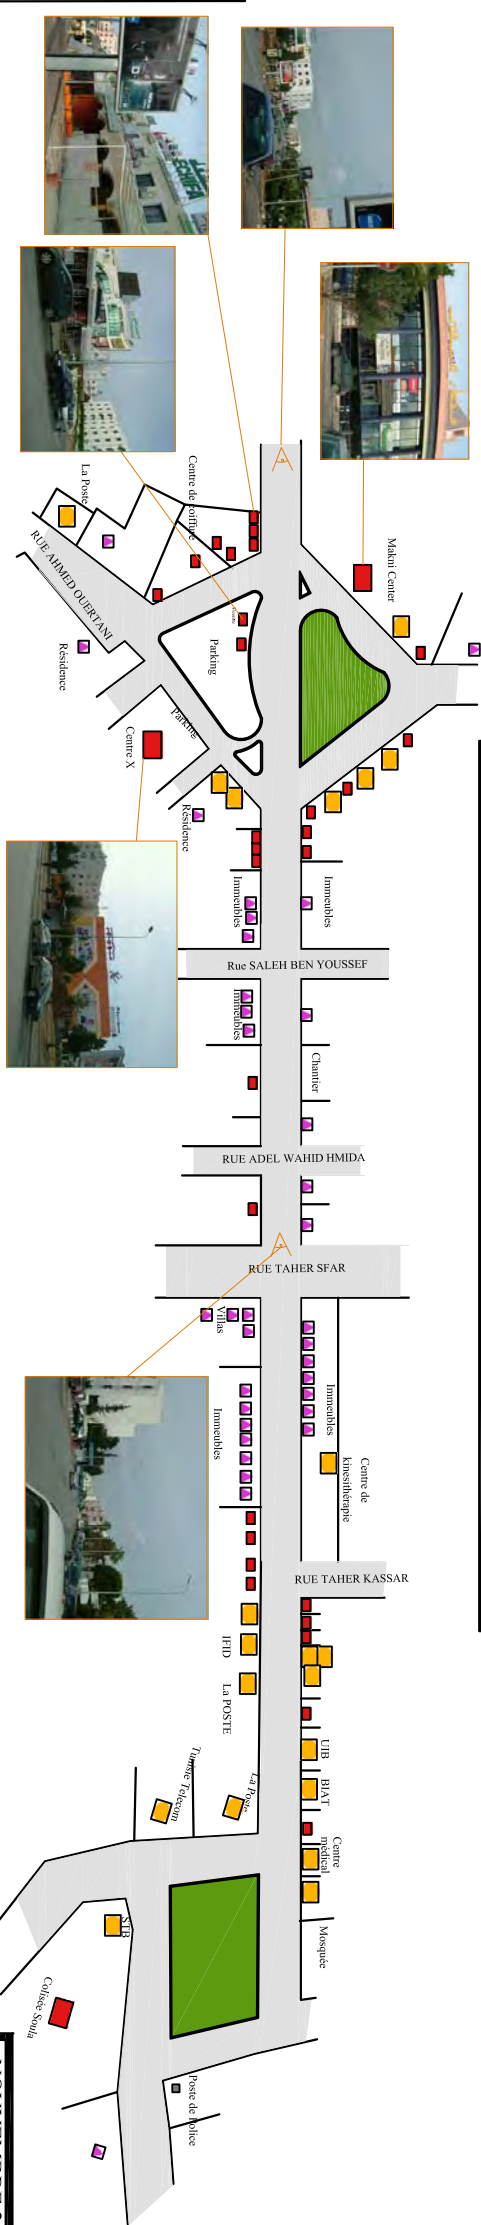 Makni Center
Centre de coiffure
La Poste
RUE AHMED OUERTANI
Résidence
Parking
Parking
Centre X
Résidence
Immeubles
Immeubles
Rue SALEH BEN YOUSSEF
Immeubles
Chantier
RUE ADEL WAHID HMIDA
RUE TAHER SFAR
Villas
Immeubles
Immeubles
Centre de
kinesithérapie
RUE TAHER KASSAR
IFID
La POSTE
UIB
BIAT
Tunisie Telecom
La Poste
Centre
médical
STB
Mosquée
Colisée Soula
Poste de Police